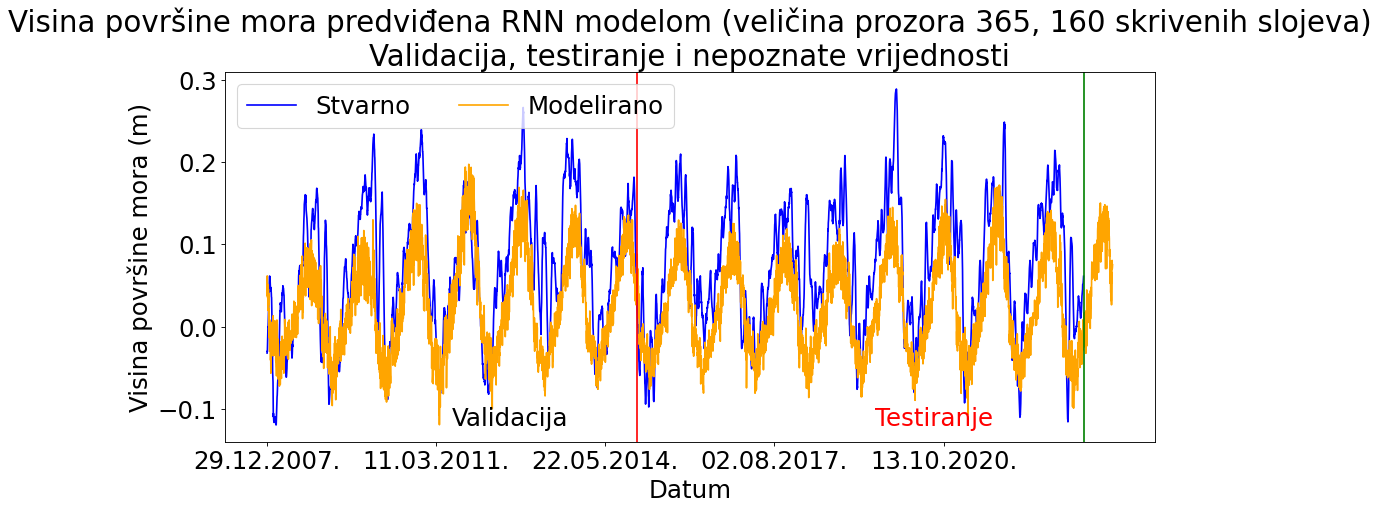 Visina površine mora predviđena RNN modelom (veličina prozora 365, 160 skrivenih slojeva)
Validacija, testiranje i nepoznate vrijednosti
Stvarno
Modelirano
Visina površine mora (m)
0.3
0.2
0.1
0.0
−0.1
Validacija
Testiranje
29.12.2007.
11.03.2011.
22.05.2014.
02.08.2017.
13.10.2020.
Datum